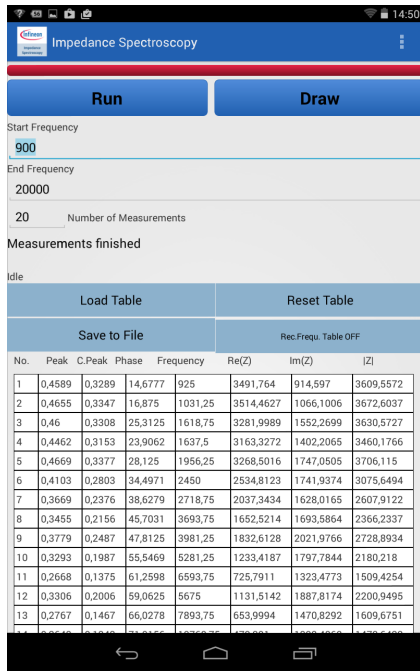 14:50
infineon
Impedance
Spectroscopy
Impedance Spectroscopy
Run Draw
Start Frequency
900
End Frequency
20000
20 Number of Measurements
Measurements finished
Idle
Load Table Reset Table
Save to File Rec.Frequ. Table OFF
No. Peak C.Peak Phase Frequency Re(Z) Im(Z) |Z|
1 0,4589 0,3289 14,6777 925 3491,764 914,597 3609,5572
2 0,4655 0,3347 16,875 1031,25 3514,4627 1066,1006 3672,6037
3 0,46 0,3308 25,3125 1618,75 3281,9989 1552,2699 3630,5727
4 0,4462 0,3153 23,9062 1637,5 3163,3272 1402,2065 3460,1766
5 0,4669 0,3377 28,125 1956,25 3268,5016 1747,0505 3706,115
6 0,4103 0,2803 34,4971 2450 2534,8123 1741,9374 3075,6494
7 0,3669 0,2376 38,6279 2718,75 2037,3434 1628,0165 2607,9122
8 0,3455 0,2156 45,7031 3693,75 1652,5214 1693,5864 2366,2337
9 0,3779 0,2487 47,8125 3981,25 1832,6128 2021,9766 2728,8934
10 0,3293 0,1987 55,5469 5281,25 1233,4187 1797,7844 2180,218
11 0,2668 0,1375 61,2598 6593,75 725,7911 1323,4773 1509,4254
12 0,3306 0,2006 59,0625 5675 1131,5142 1887,8174 2200,9495
13 0,2767 0,1467 66,0278 7893,75 653,9994 1470,8292 1609,6751